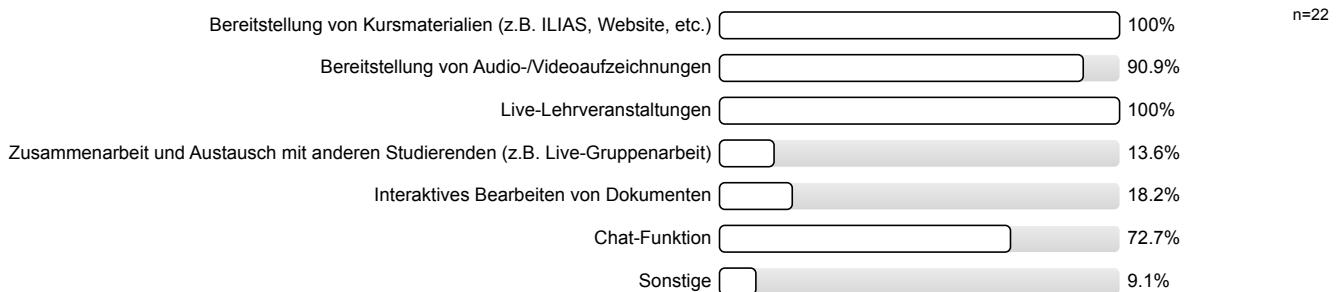 Bereitstellung von Kursmaterialien (z.B. ILIAS, Website, etc.) 100% n=22
Bereitstellung von Audio-/Videoaufzeichnungen 90.9%
Live-Lehrveranstaltungen 100%
Zusammenarbeit und Austausch mit anderen Studierenden (z.B. Live-Gruppenarbeit) 13.6%
Interaktives Bearbeiten von Dokumenten 18.2%
Chat-Funktion 72.7%
Sonstige 9.1%